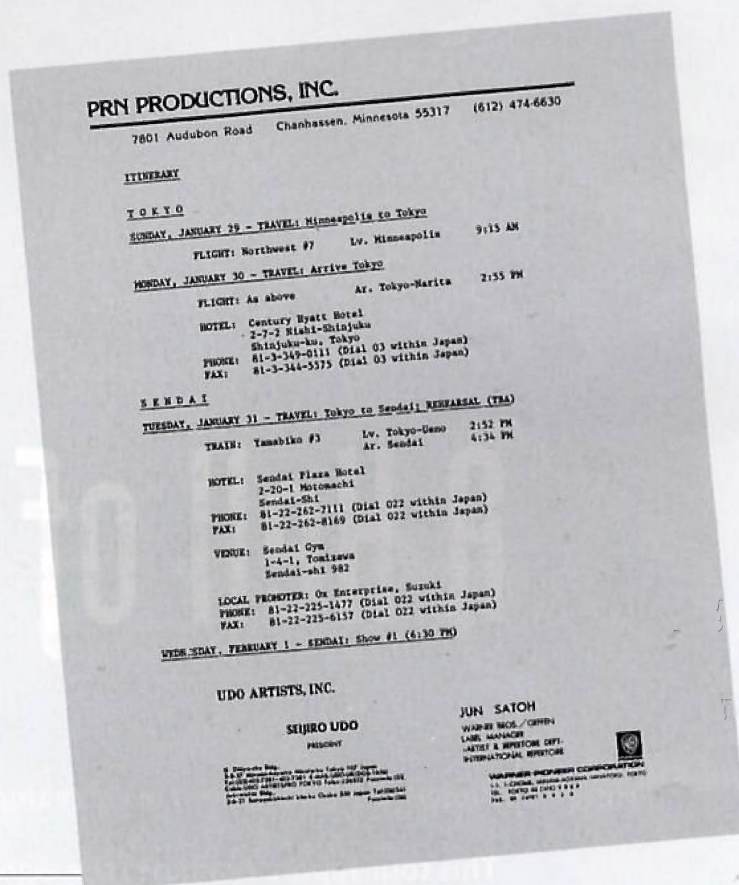 PRN PRODUCTIONS, INC.
7801 Audubon Road Chanhassen, Minnesota 55317 (612) 474-6630
ITINERARY
TOKYO
SUNDAY, JANUARY 29 - TRAVEL: Minneapolis to Tokyo
FLIGHT: Northwest #7 Lv. Minneapolis 9:15 AM
MONDAY, JANUARY 30 - TRAVEL: Arrive Tokyo
FLIGHT: As above Ar. Tokyo-Narita 2:55 PM
HOTEL: Century Hyatt Hotel
2-7-2 Nishi-Shinjuku
Shinjuku-ku, Tokyo
PHONE: 81-3-349-0111 (Dial 03 within Japan)
FAX: 81-3-344-5575 (Dial 03 within Japan)
SENDAI
TUESDAY, JANUARY 31 - TRAVEL: Tokyo to Sendai; REHEARSAL (TBA)
TRAIN: Yamabiko #3 Lv. Tokyo-Ueno 2:52 PM
Ar. Sendai 4:34 PM
HOTEL: Sendai Plaza Hotel
2-20-1 Motomachi
Sendai-Shi
PHONE: 81-22-262-7111 (Dial 022 within Japan)
FAX: 81-22-262-8169 (Dial 022 within Japan)
VENUE: Sendai Gym
1-4-1, Tomizawa
Sendai-shi 982
LOCAL PROMOTER: Ox Enterprise, Suzuki
PHONE: 81-22-225-1477 (Dial 022 within Japan)
FAX: 81-22-225-6157 (Dial 022 within Japan)
WEDNESDAY, FEBRUARY 1 - SENDAI: Show #1 (6:30 PM)
UDO ARTISTS, INC.
SEIJIRO UDO
PRESIDENT
JUN SATOH
WARNER BROS./GEFFEN
LABEL MANAGER
ARTIST & REPERTOIRE DEPT.
INTERNATIONAL REPERTOIRE
WARNER-PIONEER CORPORATION